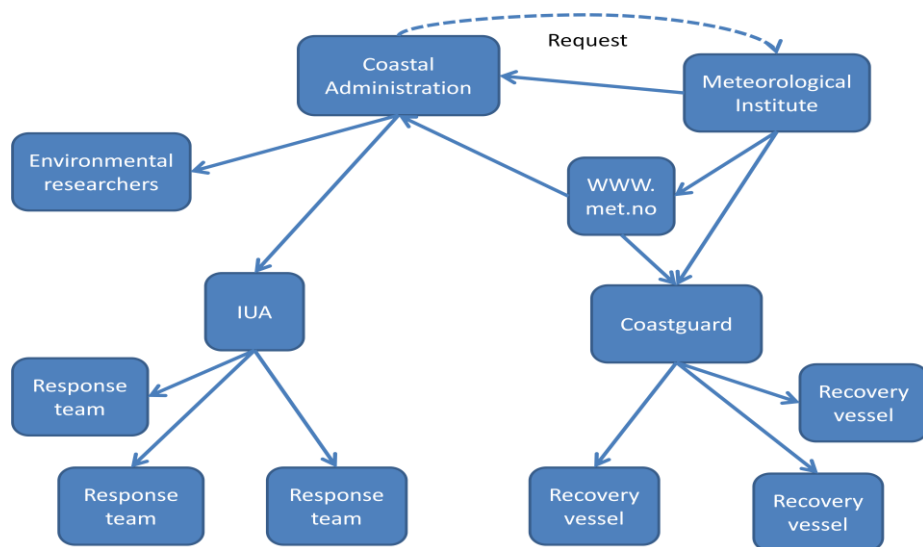 Request
Coastal
Administration
Meteorological
Institute
Environmental
researchers
WWW.
met.no
IUA
Coastguard
Response
team
Recovery
vessel
Response
team
Response
team
Recovery
vessel
Recovery
vessel